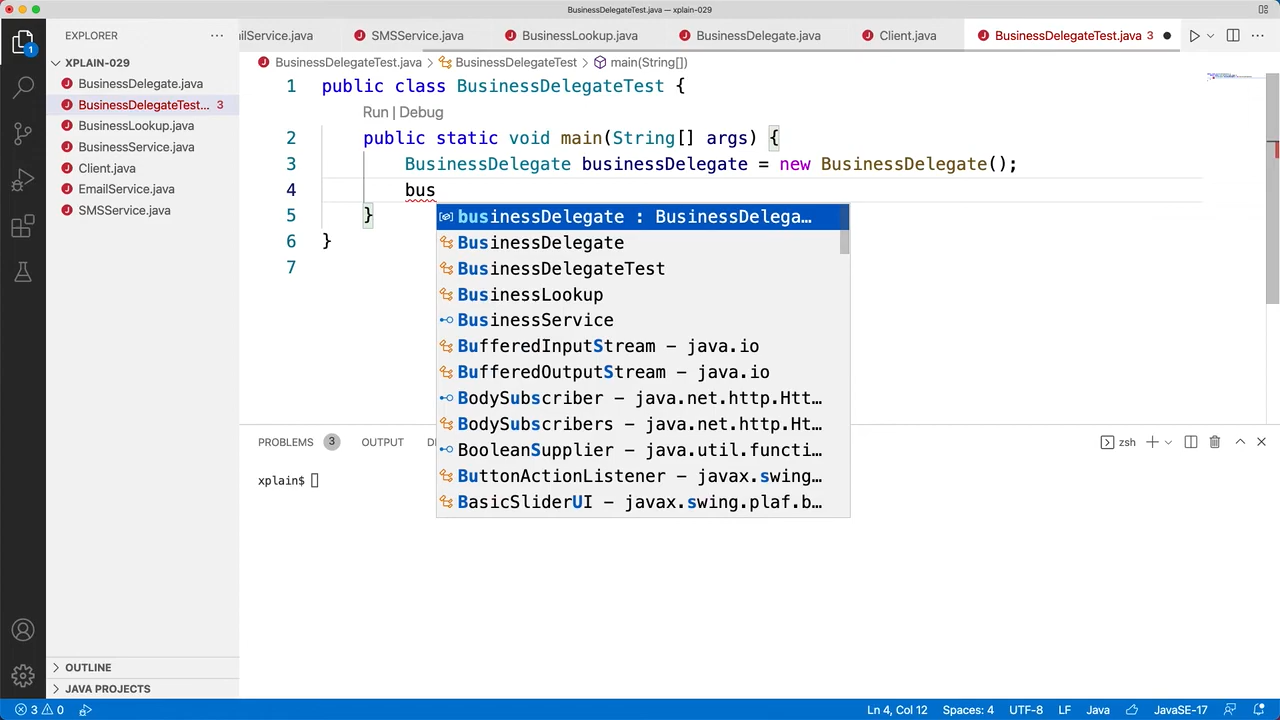 BusinessDelegateTest.java — xplain-029
EXPLORER
XPLAIN-029
BusinessDelegate.java
BusinessDelegateTest... 3
BusinessLookup.java
BusinessService.java
Client.java
EmailService.java
SMSService.java
OUTLINE
JAVA PROJECTS
1
ilService.java
SMSService.java
BusinessLookup.java
BusinessDelegate.java
Client.java
BusinessDelegateTest.java 3
BusinessDelegateTest.java > BusinessDelegateTest > main(String[])
1 public class BusinessDelegateTest {
Run | Debug
2 public static void main(String[] args) {
3 BusinessDelegate businessDelegate = new BusinessDelegate();
4 bus
5 }
6 }
7
businessDelegate : BusinessDelega…
BusinessDelegate
BusinessDelegateTest
BusinessLookup
BusinessService
BufferedInputStream – java.io
BufferedOutputStream – java.io
BodySubscriber – java.net.http.Htt…
BodySubscribers – java.net.http.Ht…
BooleanSupplier – java.util.functi…
ButtonActionListener – javax.swing…
BasicSliderUI – javax.swing.plaf.b…
PROBLEMS 3 OUTPUT D
zsh
xplain$
3 0
Ln 4, Col 12 Spaces: 4 UTF-8 LF Java JavaSE-17